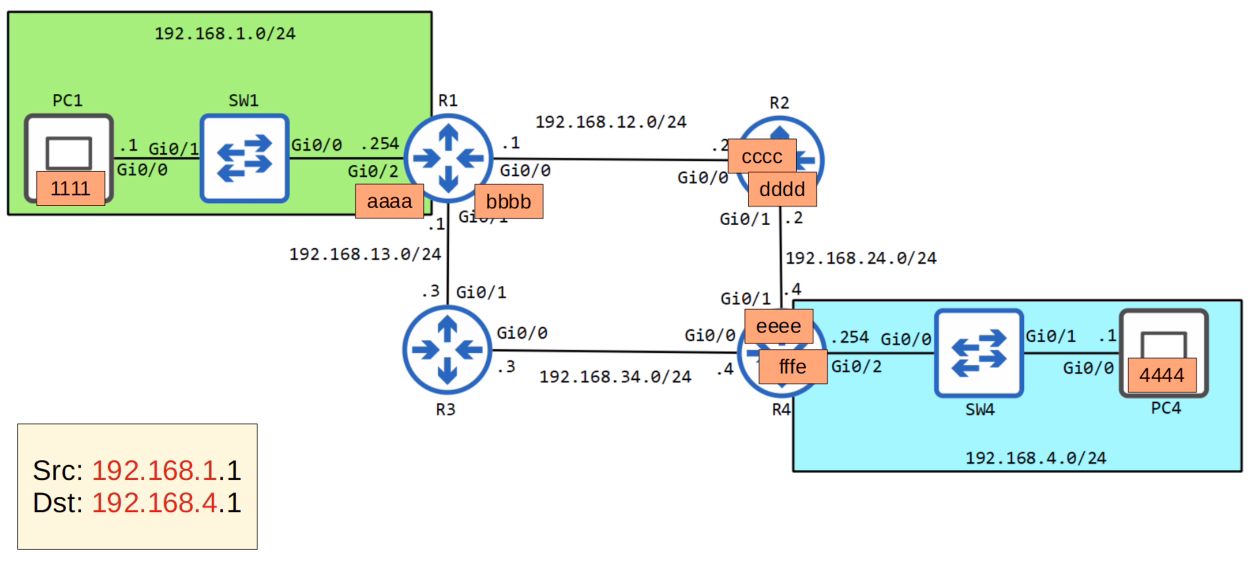 192.168.1.0/24
PC1
SW1
R1
R2
192.168.12.0/24
.1
Gi0/1
Gi0/0
.254
.1
.2
Gi0/0
Gi0/2
Gi0/0
Gi0/0
cccc
1111
aaaa
bbbb
dddd
.1
Gi0/1
Gi0/1
.2
192.168.13.0/24
192.168.24.0/24
.3
Gi0/1
Gi0/1
.4
Gi0/0
Gi0/0
eeee
.254
Gi0/0
Gi0/1
.1
.3
192.168.34.0/24
.4
fffe
Gi0/2
Gi0/0
4444
R3
R4
SW4
PC4
192.168.4.0/24
Src: 192.168.1.1
Dst: 192.168.4.1